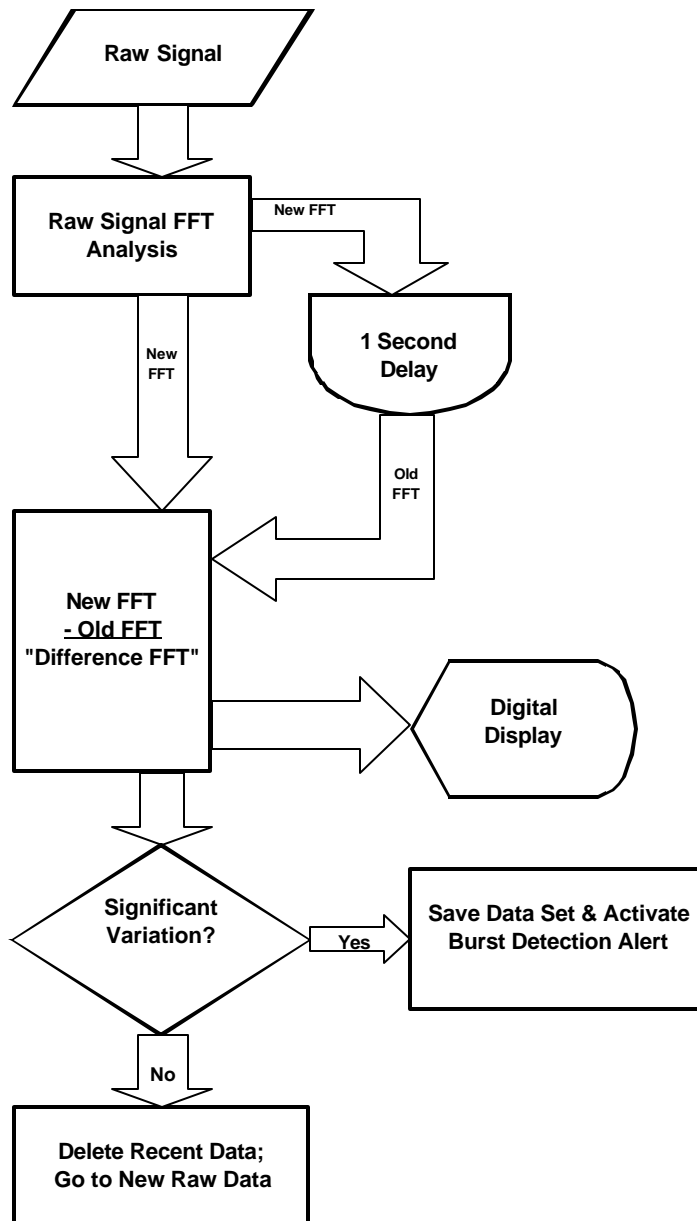 Raw Signal
Raw Signal FFT
Analysis
New FFT
1 Second
Delay
New
FFT
Old
FFT
New FFT
- Old FFT
"Difference FFT"
Digital
Display
Significant
Variation?
Yes
Save Data Set & Activate
Burst Detection Alert
No
Delete Recent Data;
Go to New Raw Data